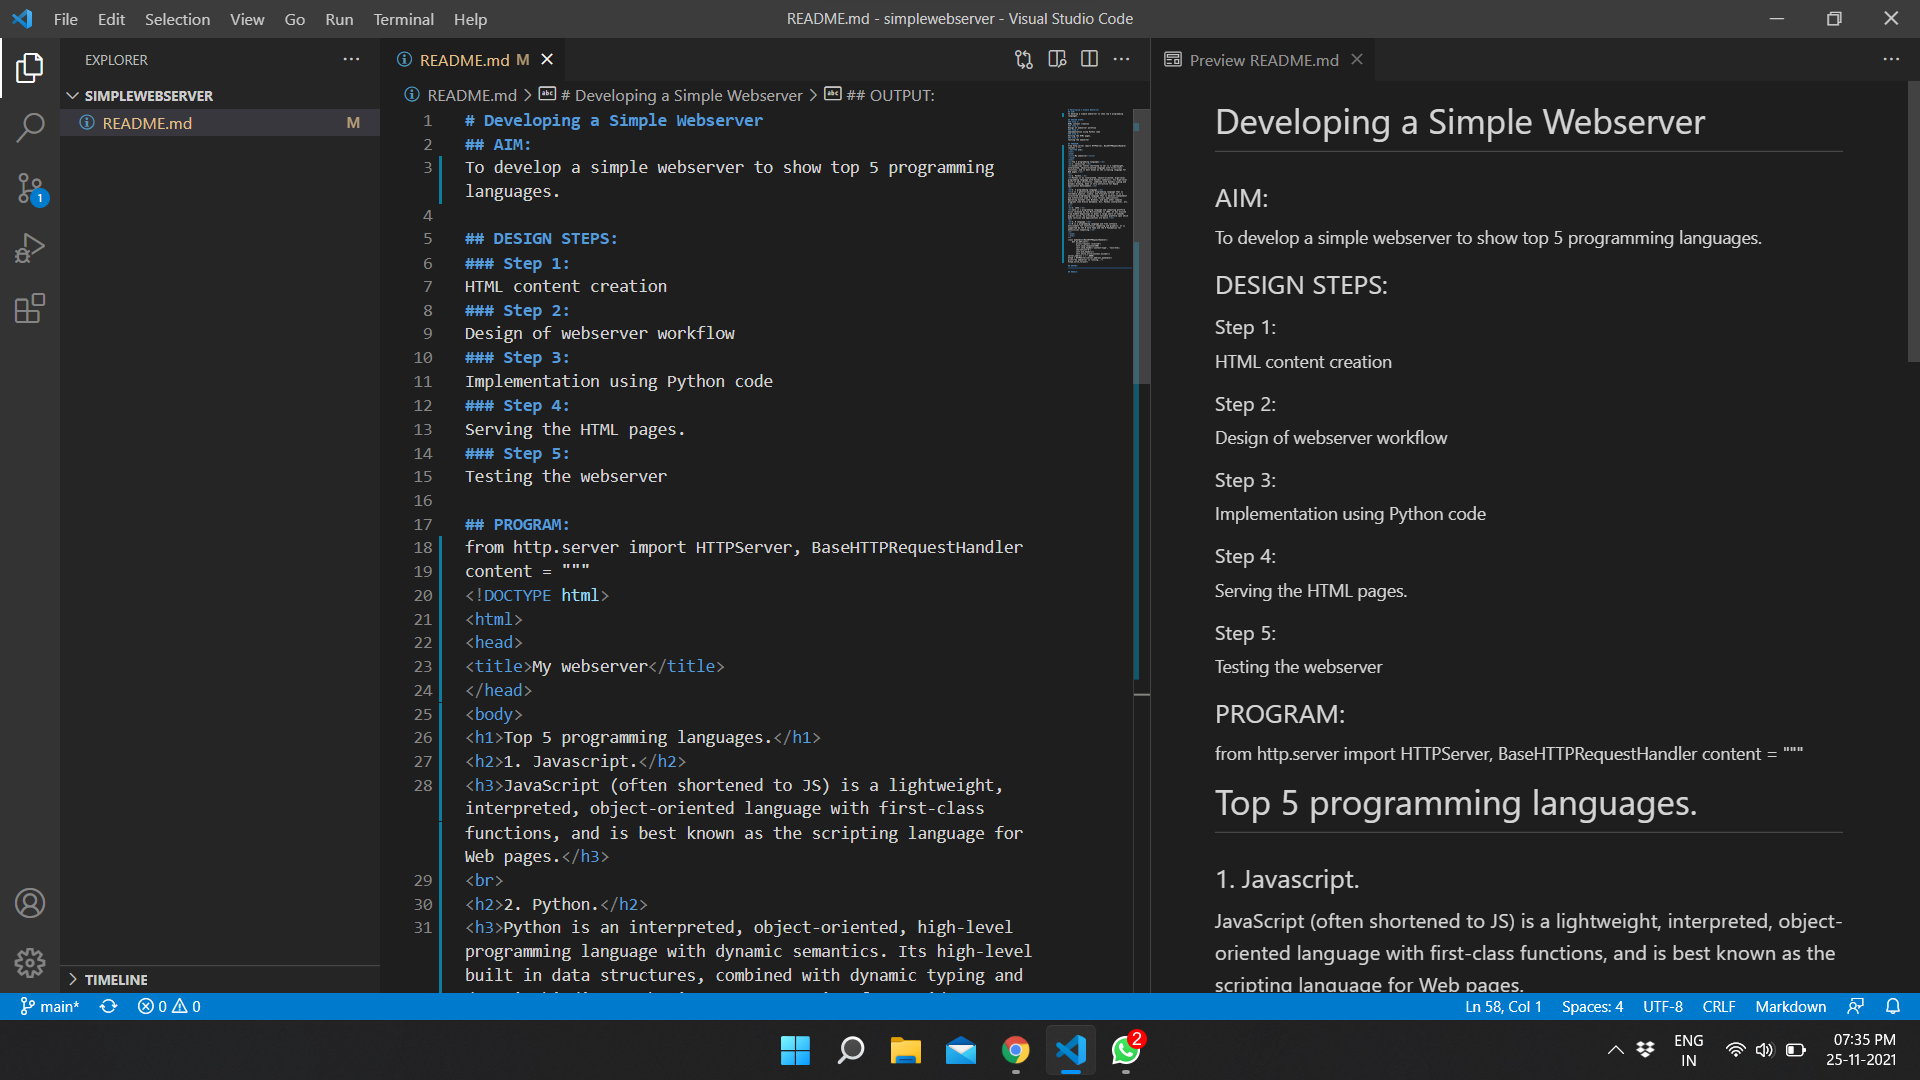 File Edit Selection View Go Run Terminal Help
README.md - simplewebserver - Visual Studio Code
EXPLORER
SIMPLEWEBSERVER
README.md M
1
TIMELINE
README.md M
README.md > # Developing a Simple Webserver > ## OUTPUT:
1 # Developing a Simple Webserver
2 ## AIM:
3 To develop a simple webserver to show top 5 programming
languages.
4
5 ## DESIGN STEPS:
6 ### Step 1:
7 HTML content creation
8 ### Step 2:
9 Design of webserver workflow
10 ### Step 3:
11 Implementation using Python code
12 ### Step 4:
13 Serving the HTML pages.
14 ### Step 5:
15 Testing the webserver
16
17 ## PROGRAM:
18 from http.server import HTTPServer, BaseHTTPRequestHandler
19 content = """
20 <!DOCTYPE html>
21 <html>
22 <head>
23 <title>My webserver</title>
24 </head>
25 <body>
26 <h1>Top 5 programming languages.</h1>
27 <h2>1. Javascript.</h2>
28 <h3>JavaScript (often shortened to JS) is a lightweight,
interpreted, object-oriented language with first-class
functions, and is best known as the scripting language for
Web pages.</h3>
29 <br>
30 <h2>2. Python.</h2>
31 <h3>Python is an interpreted, object-oriented, high-level
programming language with dynamic semantics. Its high-level
built in data structures, combined with dynamic typing and
Preview README.md
Developing a Simple Webserver
AIM:
To develop a simple webserver to show top 5 programming languages.
DESIGN STEPS:
Step 1:
HTML content creation
Step 2:
Design of webserver workflow
Step 3:
Implementation using Python code
Step 4:
Serving the HTML pages.
Step 5:
Testing the webserver
PROGRAM:
from http.server import HTTPServer, BaseHTTPRequestHandler content = """
Top 5 programming languages.
1. Javascript.
JavaScript (often shortened to JS) is a lightweight, interpreted, object-
oriented language with first-class functions, and is best known as the
scripting language for Web pages.
main* 0 0
Ln 58, Col 1 Spaces: 4 UTF-8 CRLF Markdown
2
ENG
IN
07:35 PM
25-11-2021